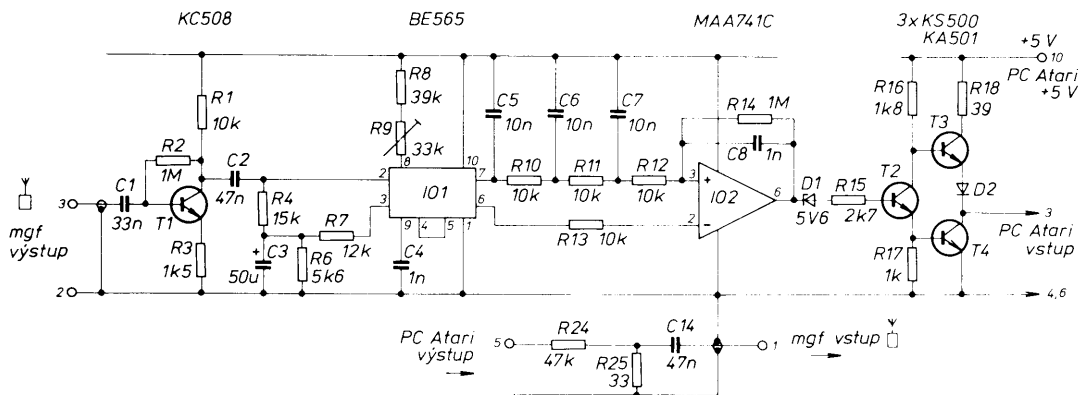 KC508
BE565
MAA741C
3xKS500
KA501
+5 V
10
PC Atari
+5 V
R1
10k
R2
1M
C1
33n
3
mgf
výstup
2
T1
R3
1k5
C2
47n
R4
15k
C3
+
50u
R6
5k6
R7
12k
R8
39k
R9
33k
8
10
2
7
IO1
3
6
9
4
5
1
C4
1n
C5
10n
C6
10n
C7
10n
R10
10k
R11
10k
R12
10k
R13
10k
R14
1M
C8
1n
3
+
IO2
6
2
–
D1
5V6
R15
2k7
R16
1k8
R18
39
T2
T3
D2
T4
R17
1k
3
PC Atari
vstup
4,6
PC Atari
výstup
5
R24
47k
R25
33
C14
47n
1
mgf vstup